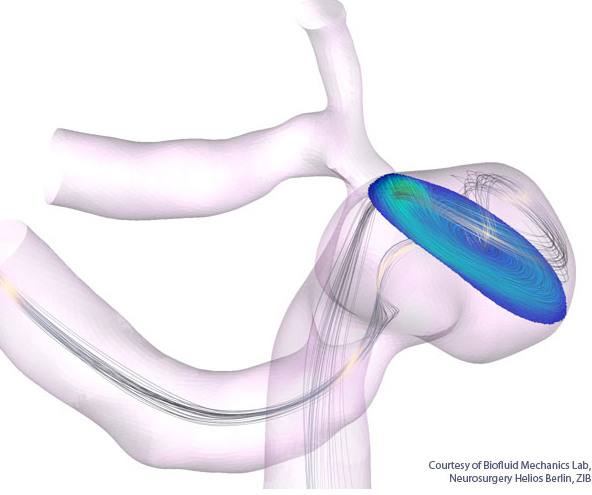 Courtesy of Biofluid Mechanics Lab,
Neurosurgery Helios Berlin, ZIB